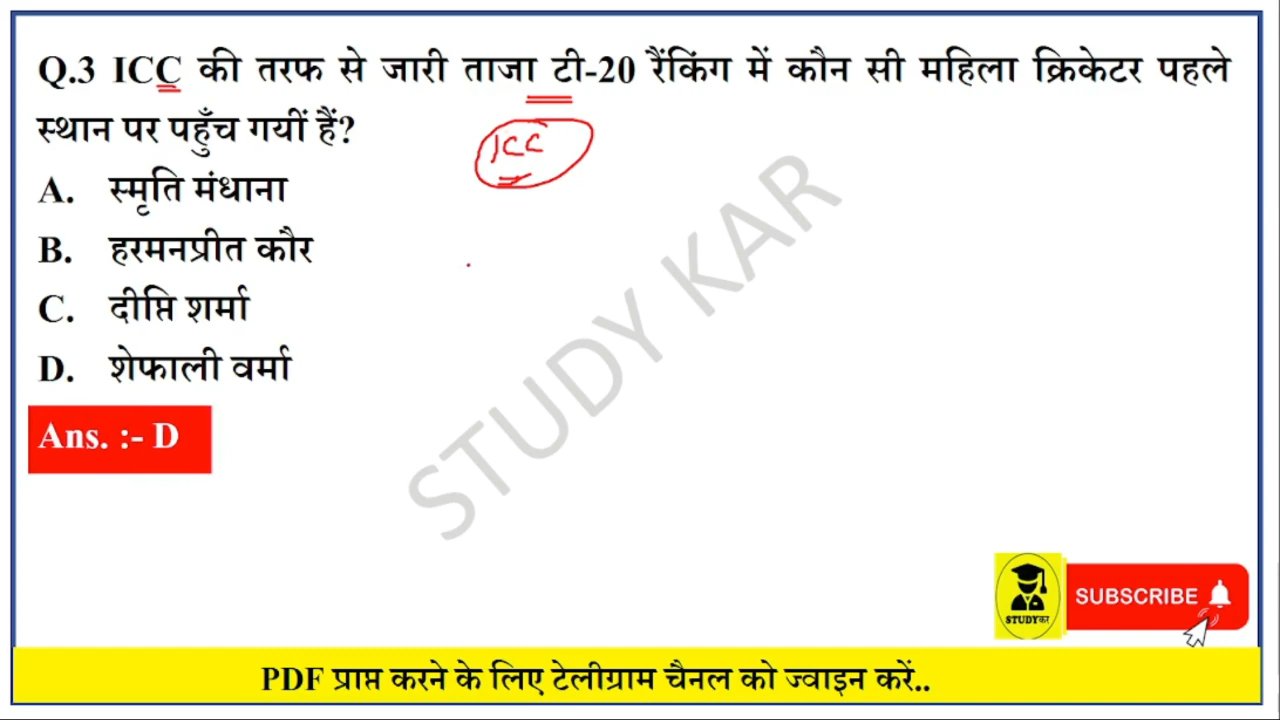 Q.3 ICC की तरफ से जारी ताजा टी-20 रैंकिंग में कौन सी महिला क्रिकेटर पहले
स्थान पर पहुँच गयीं हैं?
ICC
A. स्मृति मंधाना
B. हरमनप्रीत कौर
C. दीप्ति शर्मा
D. शेफाली वर्मा
Ans. :- D
STUDY KAR
STUDYकर
SUBSCRIBE
PDF प्राप्त करने के लिए टेलीग्राम चैनल को ज्वाइन करें..